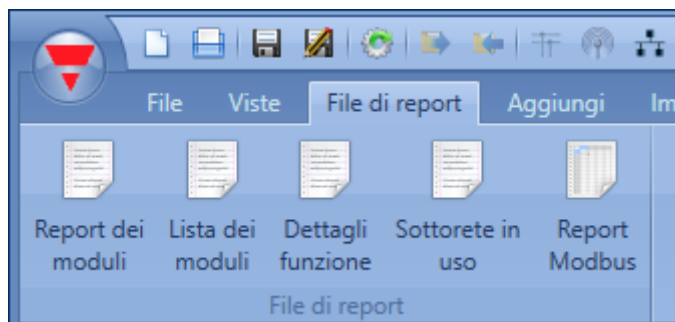 File Viste File di report Aggiungi
Report dei moduli
Lista dei moduli
Dettagli funzione
Sottorete in uso
Report Modbus
File di report